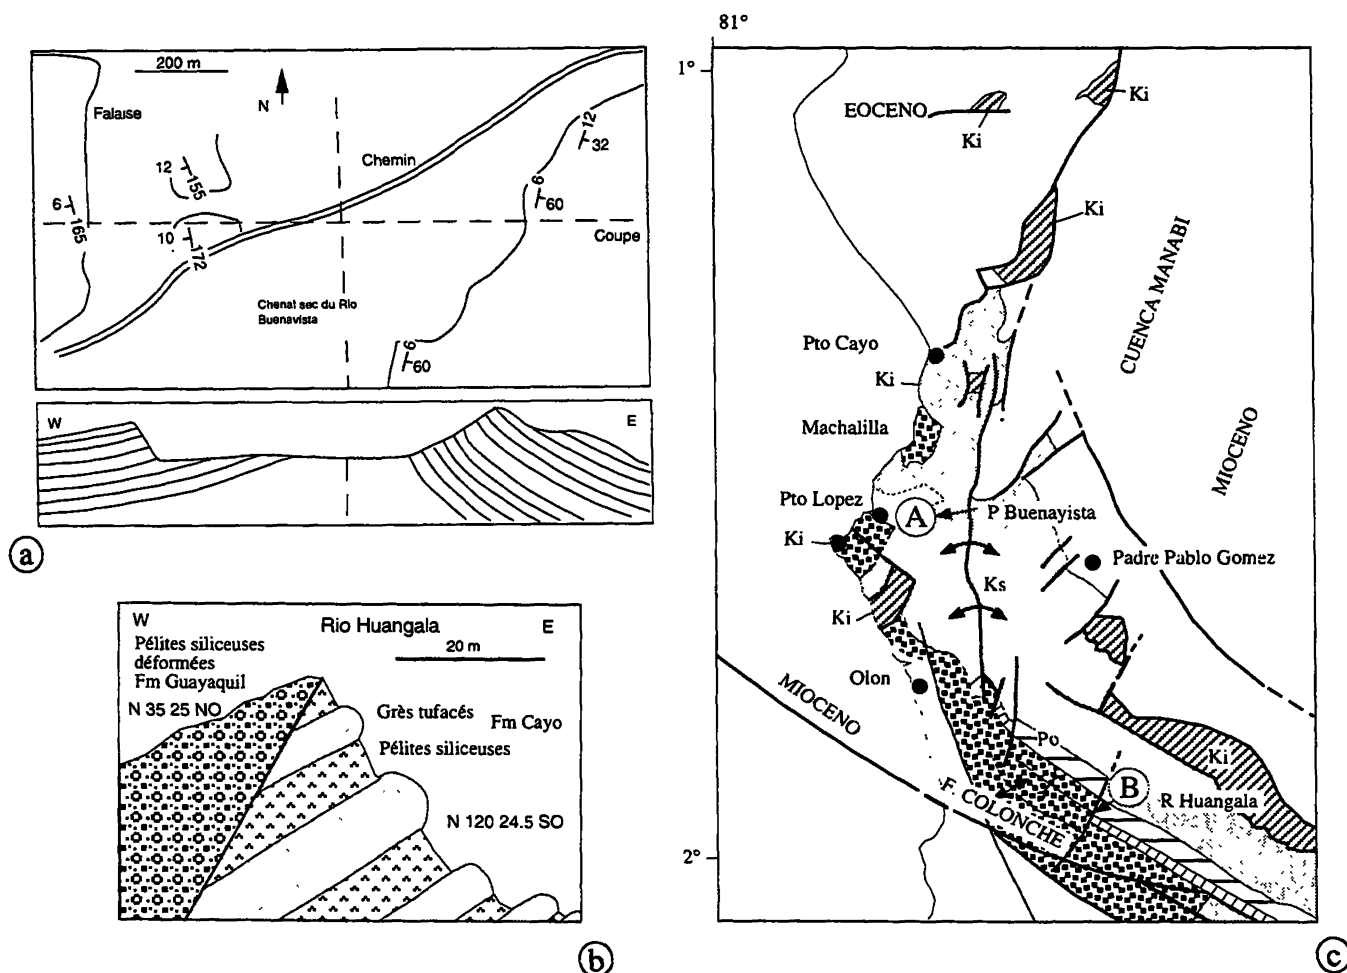 200 m
N
Falaise
Chemin
12
32
12
155
6
60
6
165
10
172
Coupe
Chenal sec du Rio
Buenavista
6
60
W
E
a
W
Rio Huangala
E
20 m
Pélites siliceuses
déformées
Fm Guayaquil
N 35 25 NO
Grès tufacés
Fm Cayo
Pélites siliceuses
N 120 24.5 SO
b
81°
1°
Ki
EOCENO
Ki
Ki
CUENCA MANABI
Pto Cayo
Ki
Machalilla
MIOCENO
Pto Lopez
A
P Buenayista
Ki
Padre Pablo Gomez
Ks
Ki
Olon
MIOCENO
Po
Ki
B
R Huangala
F. COLONCHE
2°
c